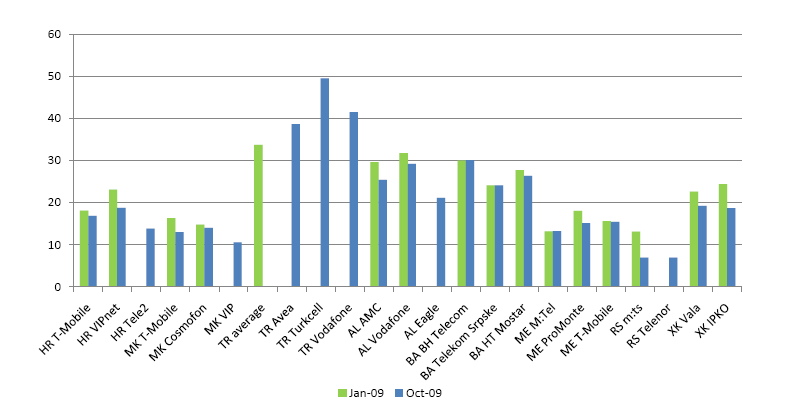 60
50
40
30
20
10
0
HR T-Mobile
HR VIPnet
HR Tele2
MK T-Mobile
MK Cosmofon
MK VIP
TR average
TR Avea
TR Turkcell
TR Vodafone
AL AMC
AL Vodafone
AL Eagle
BA BH Telecom
BA Telekom Srpske
BA HT Mostar
ME M:Tel
ME ProMonte
ME T-Mobile
RS m:ts
RS Telenor
XK Vala
XK IPKO
Jan-09 Oct-09